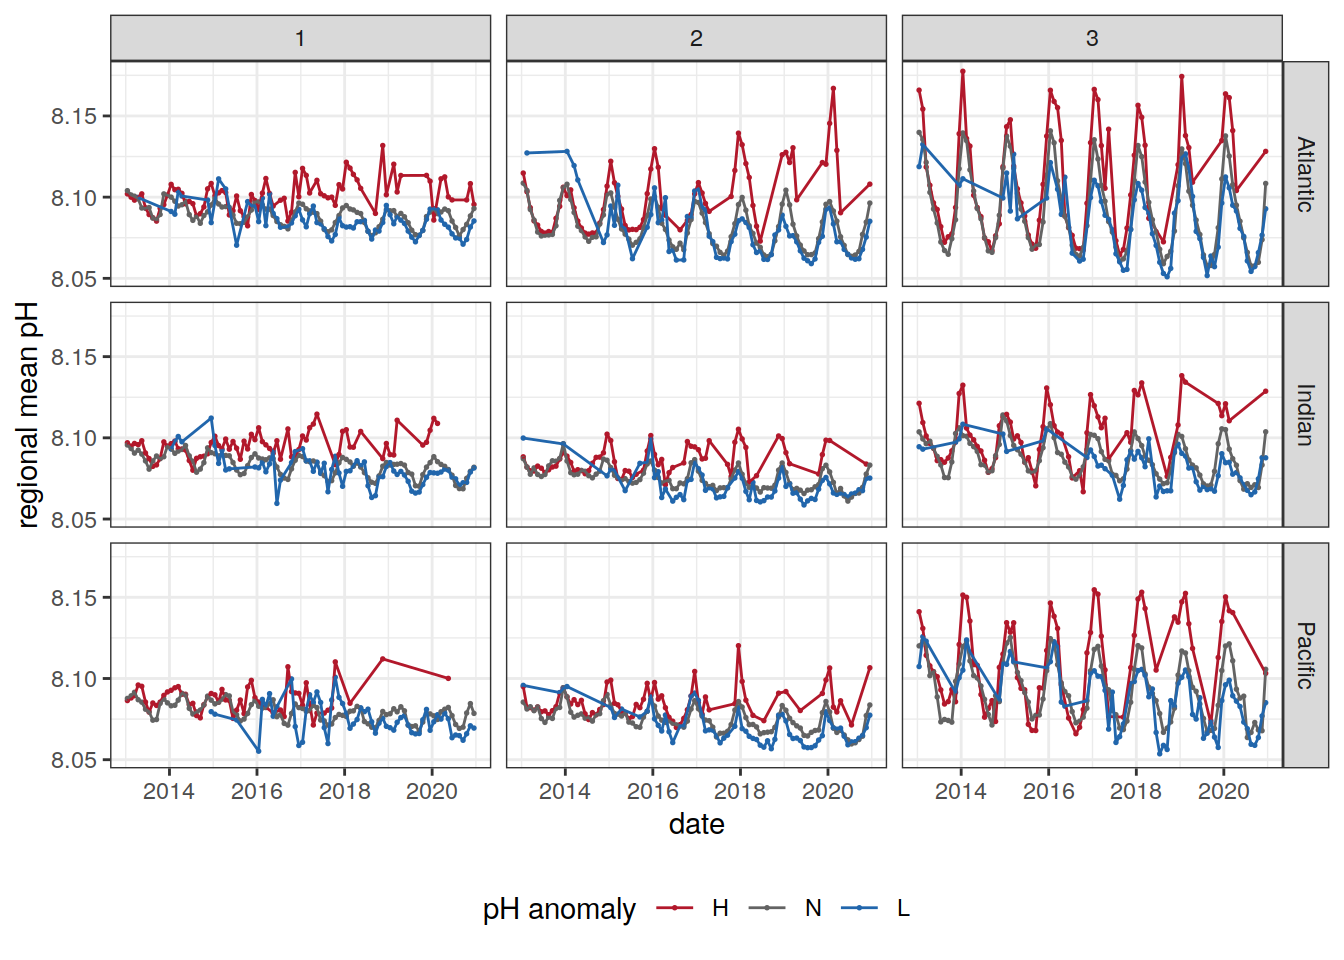 1 2 3
8.15
8.10
8.05
Atlantic
8.15
8.10
8.05
Indian
8.15
8.10
8.05
Pacific
regional mean pH
2014 2016 2018 2020 2014 2016 2018 2020 2014 2016 2018 2020
date
pH anomaly H N L